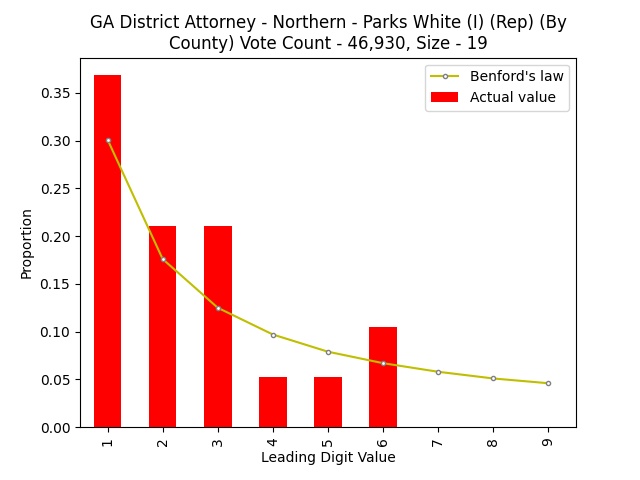 GA District Attorney - Northern - Parks White (I) (Rep) (By
County) Vote Count - 46,930, Size - 19
Benford's law
Actual value
0.35
0.30
0.25
0.20
0.15
0.10
0.05
0.00
Proportion
1 2 3 4 5 6 7 8 9
Leading Digit Value